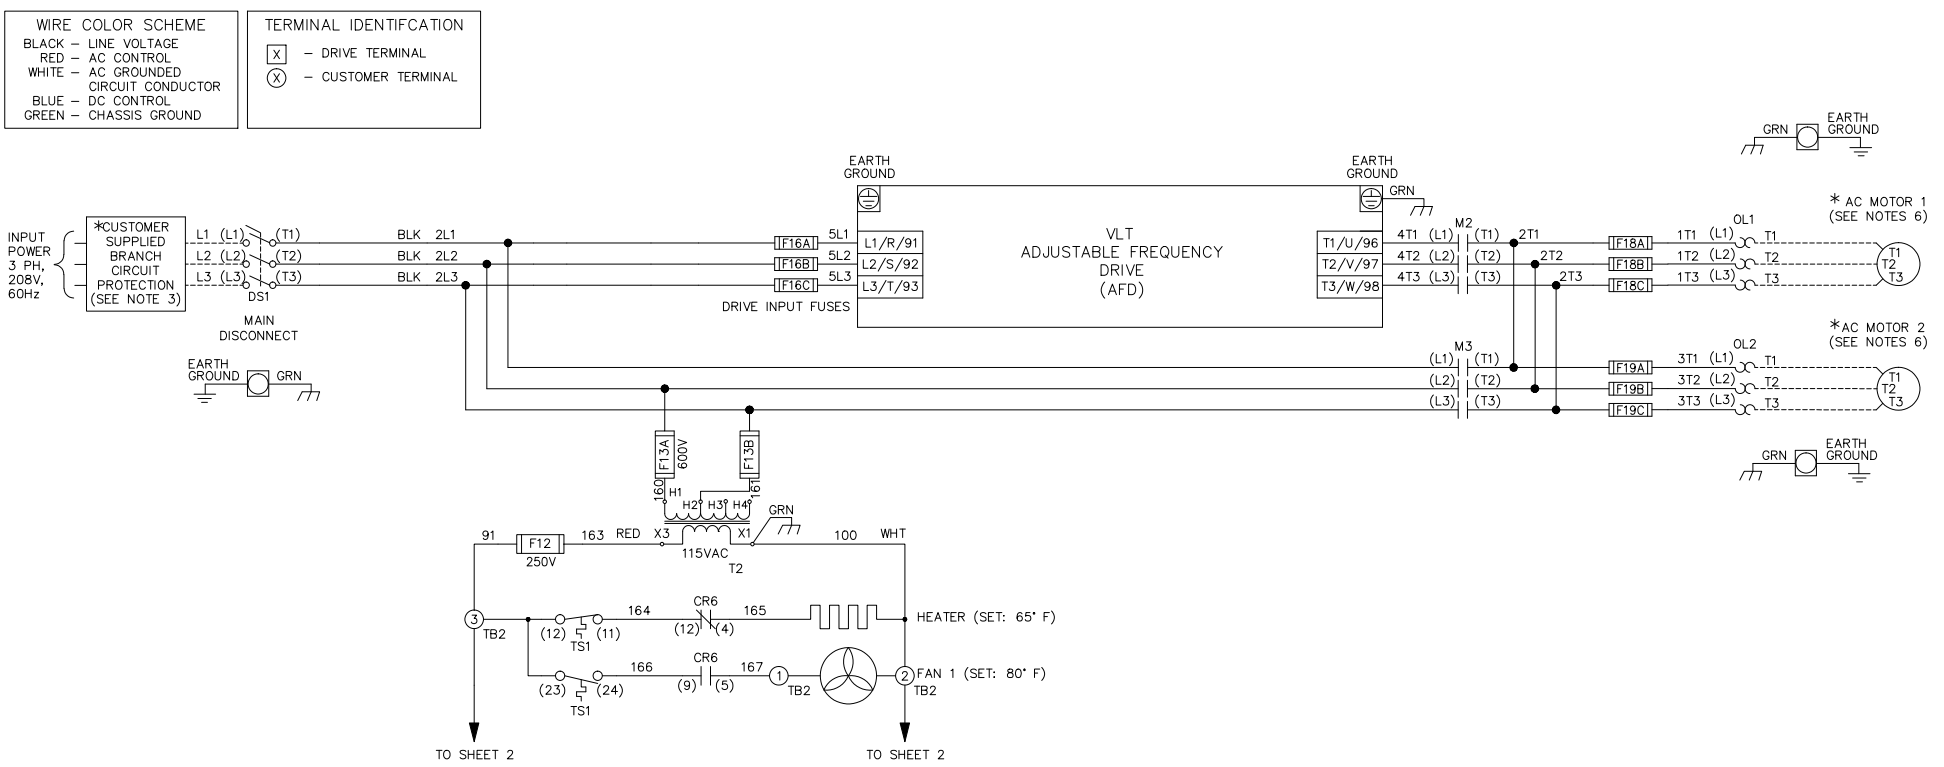 WIRE COLOR SCHEME
BLACK – LINE VOLTAGE
RED – AC CONTROL
WHITE – AC GROUNDED
CIRCUIT CONDUCTOR
BLUE – DC CONTROL
GREEN – CHASSIS GROUND
TERMINAL IDENTIFCATION
X – DRIVE TERMINAL
X – CUSTOMER TERMINAL
INPUT
POWER
3 PH,
208V,
60Hz
*CUSTOMER
SUPPLIED
BRANCH
CIRCUIT
PROTECTION
(SEE NOTE 3)
L1 (L1) (T1)
L2 (L2) (T2)
L3 (L3) (T3)
DS1
MAIN
DISCONNECT
EARTH
GROUND
GRN
BLK 2L1
BLK 2L2
BLK 2L3
F16A 5L1
F16B 5L2
F16C 5L3
DRIVE INPUT FUSES
EARTH
GROUND
L1/R/91
L2/S/92
L3/T/93
VLT
ADJUSTABLE FREQUENCY
DRIVE
(AFD)
EARTH
GROUND
GRN
T1/U/96
T2/V/97
T3/W/98
M2
4T1 (L1) (T1) 2T1
4T2 (L2) (T2) 2T2
4T3 (L3) (T3) 2T3
F18A 1T1 (L1) T1
F18B 1T2 (L2) T2
F18C 1T3 (L3) T3
OL1
GRN
EARTH
GROUND
* AC MOTOR 1
(SEE NOTES 6)
T1
T2
T3
M3
(L1) (T1)
(L2) (T2)
(L3) (T3)
F19A 3T1 (L1) T1
F19B 3T2 (L2) T2
F19C 3T3 (L3) T3
OL2
*AC MOTOR 2
(SEE NOTES 6)
T1
T2
T3
GRN
EARTH
GROUND
F13A
600V
F13B
160
161
H1
H2 H3 H4
GRN
91 F12 163 RED X3 X1 100 WHT
250V
115VAC
T2
3
TB2
(12) (11)
TS1
164
CR6
(12) (4)
165
HEATER (SET: 65° F)
(23) (24)
TS1
166
CR6
(9) (5)
167
1
TB2
2
TB2
FAN 1 (SET: 80° F)
TO SHEET 2
TO SHEET 2